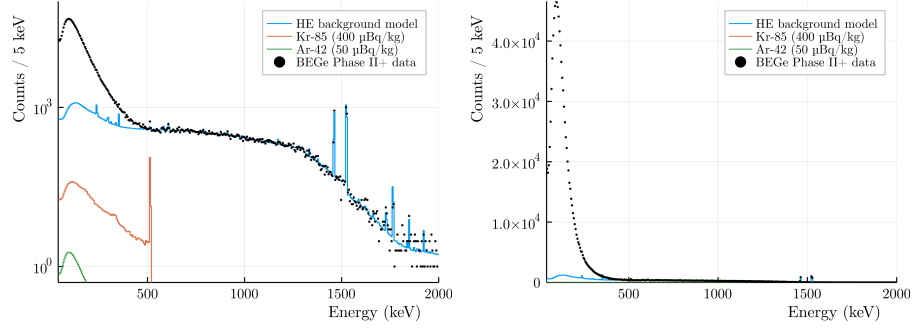 Counts / 5 keV
10³
10⁰
500
1000
1500
2000
Energy (keV)
HE background model
Kr-85 (400 µBq/kg)
Ar-42 (50 µBq/kg)
BEGe Phase II+ data
Counts / 5 keV
4.0×10⁴
3.0×10⁴
2.0×10⁴
1.0×10⁴
0
500
1000
1500
2000
Energy (keV)
HE background model
Kr-85 (400 µBq/kg)
Ar-42 (50 µBq/kg)
BEGe Phase II+ data